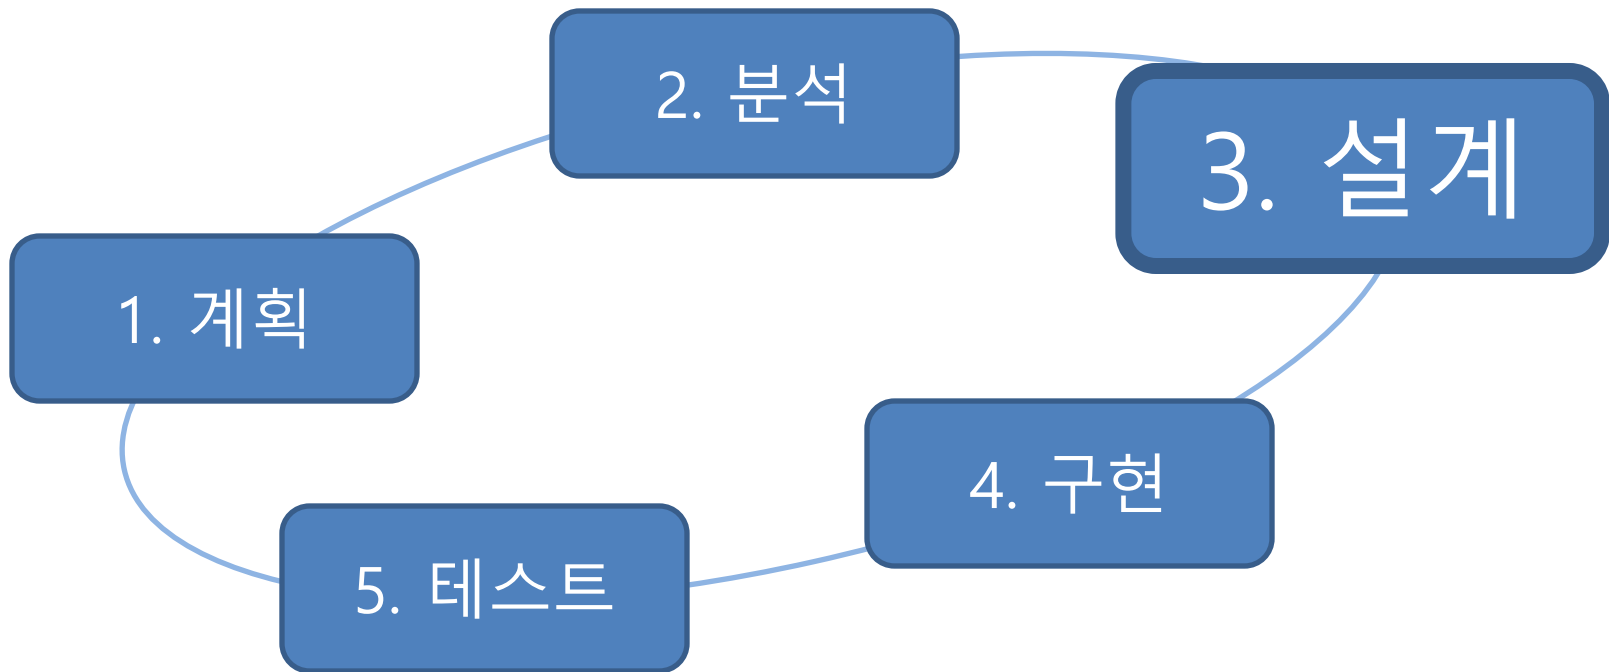 1. 계획
2. 분석
3. 설계
4. 구현
5. 테스트